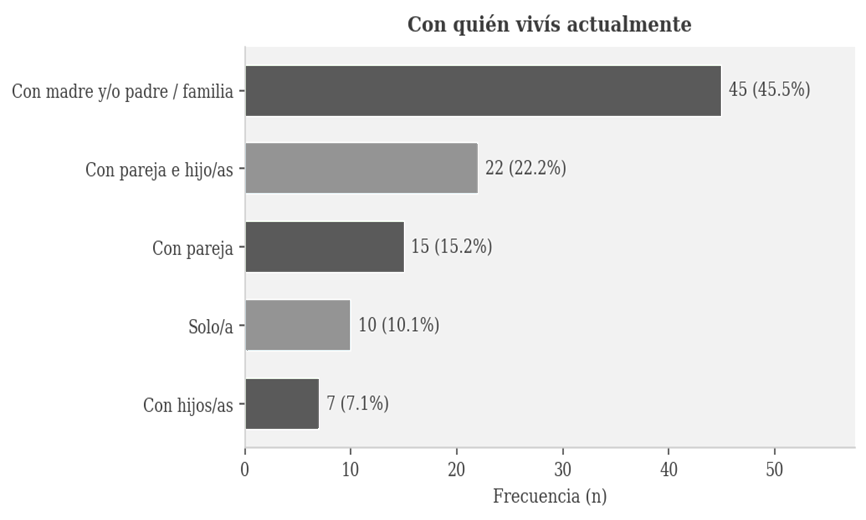 Con quién vivís actualmente
Con madre y/o padre / familia 45 (45.5%)
Con pareja e hijo/as 22 (22.2%)
Con pareja 15 (15.2%)
Solo/a 10 (10.1%)
Con hijos/as 7 (7.1%)
0 10 20 30 40 50
Frecuencia (n)